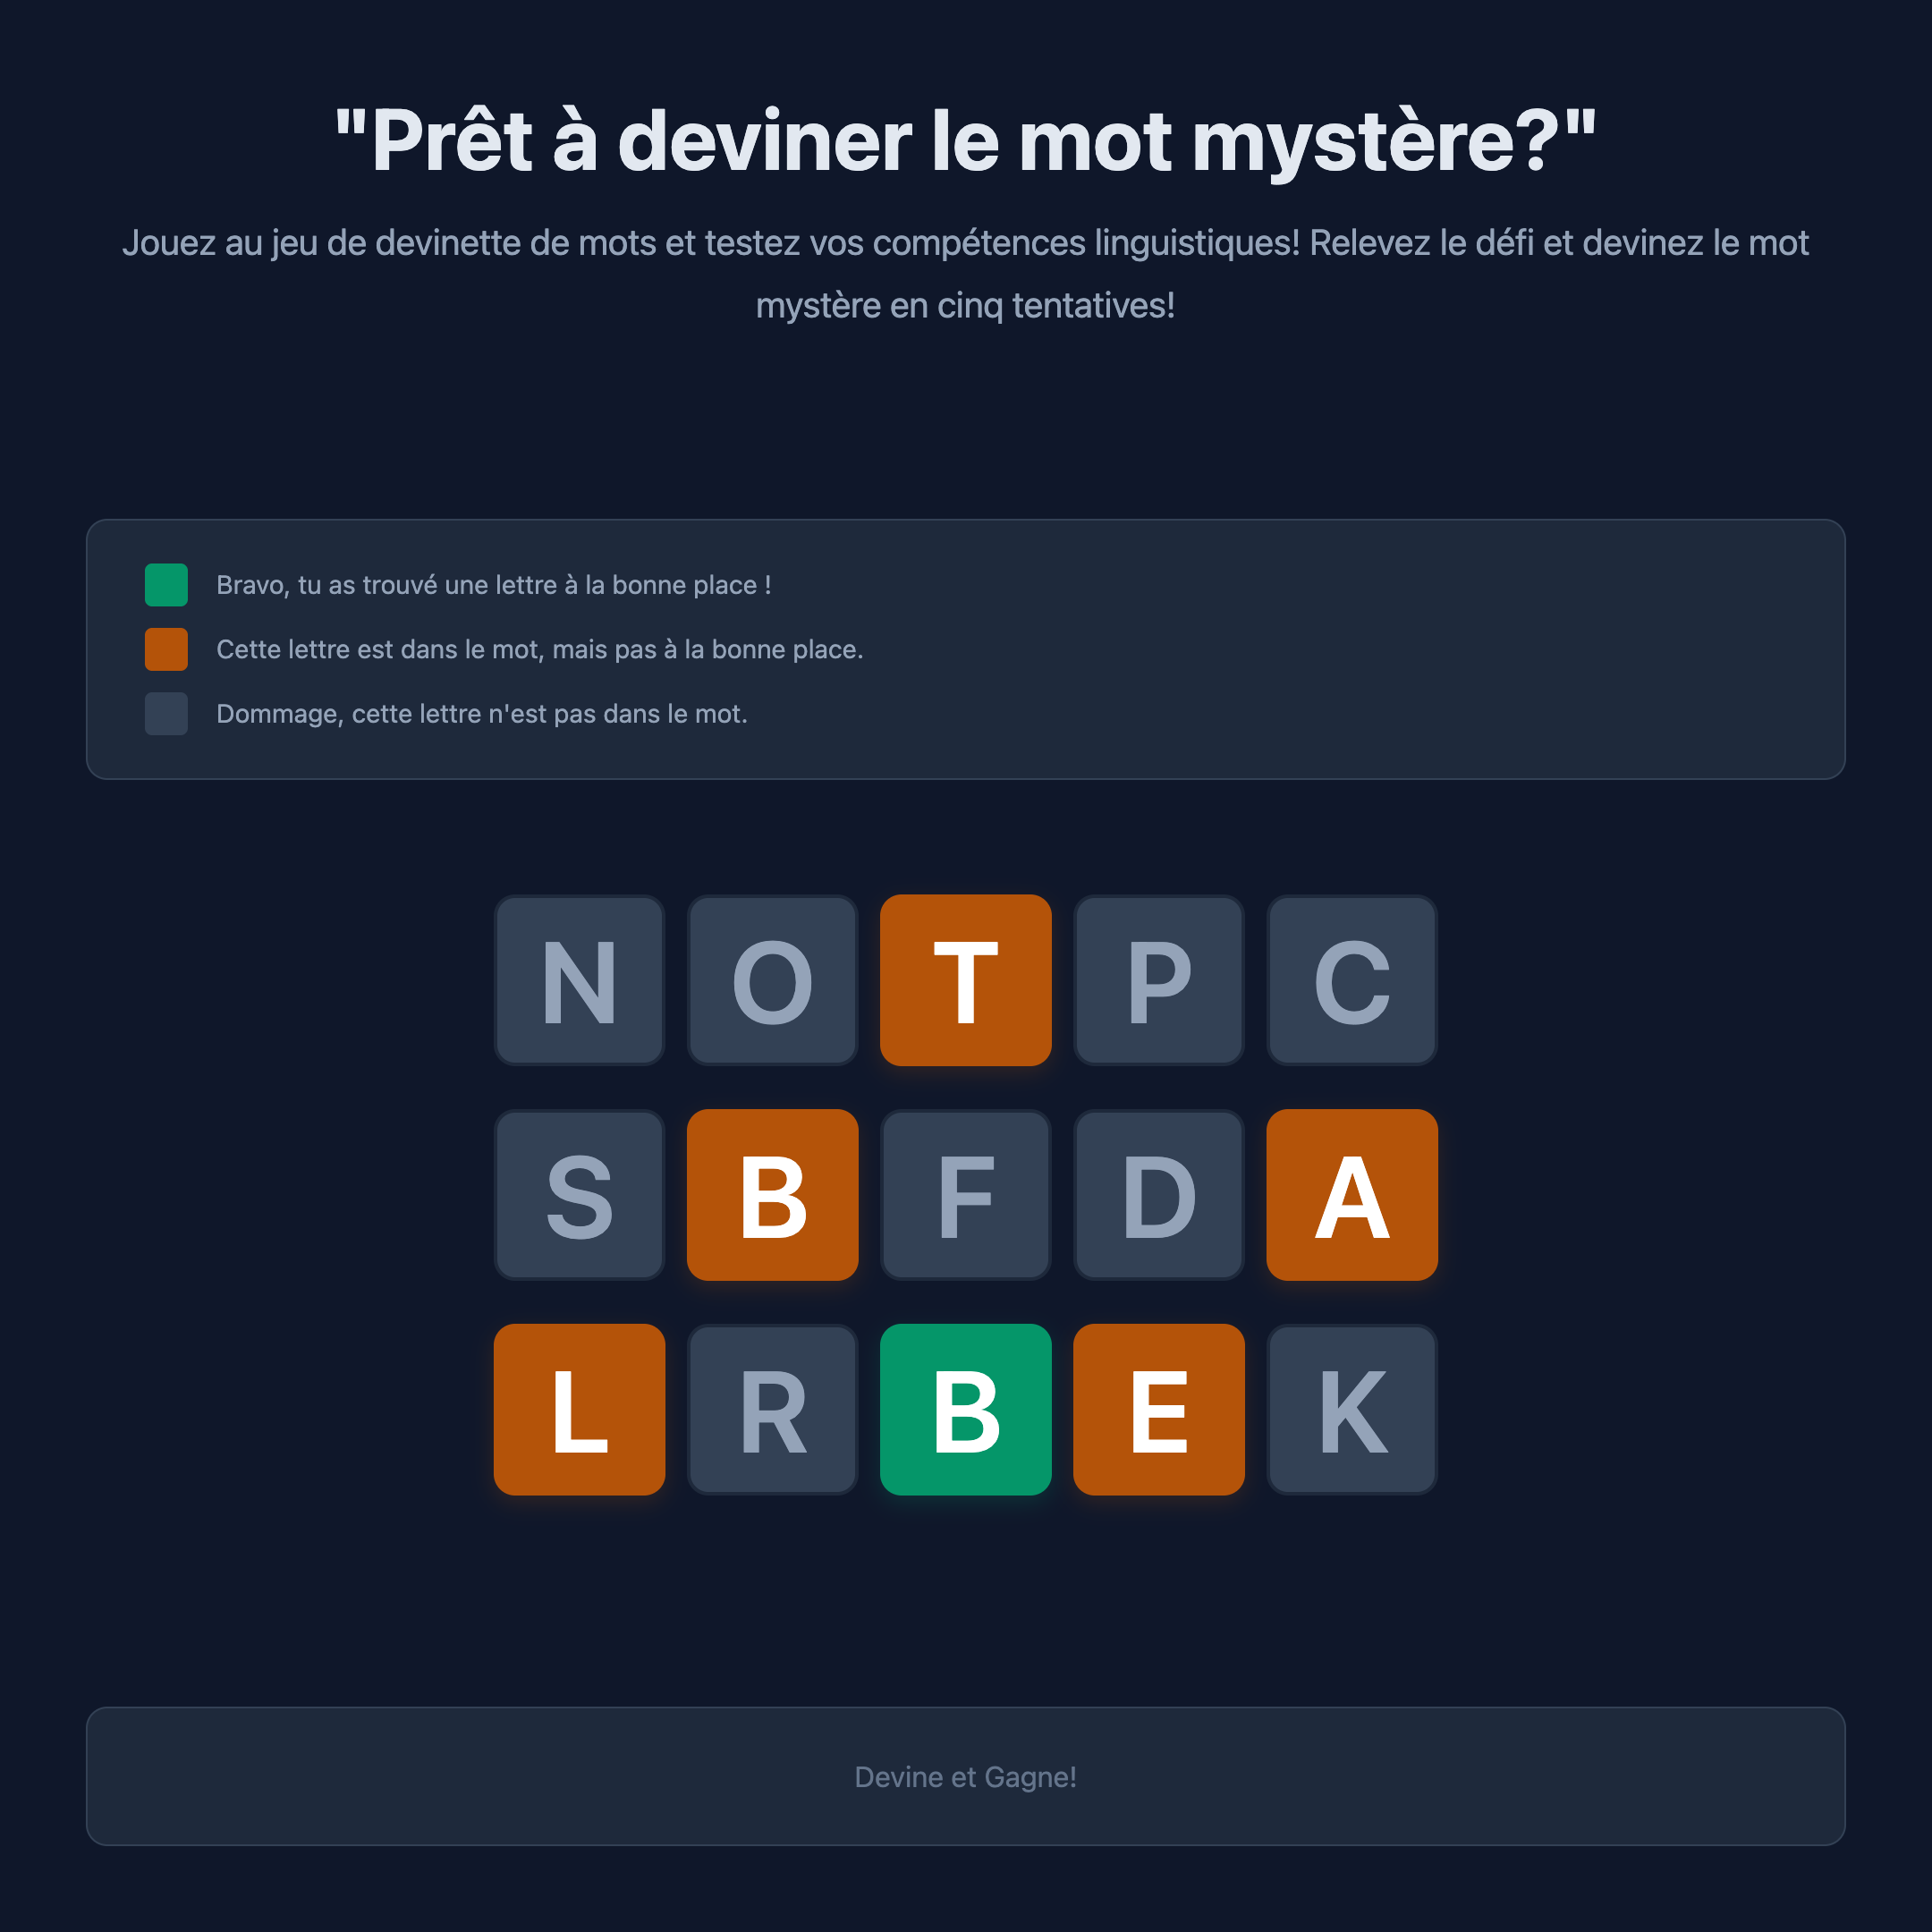 "Prêt à deviner le mot mystère?"
Jouez au jeu de devinette de mots et testez vos compétences linguistiques! Relevez le défi et devinez le mot
mystère en cinq tentatives!
Bravo, tu as trouvé une lettre à la bonne place !
Cette lettre est dans le mot, mais pas à la bonne place.
Dommage, cette lettre n'est pas dans le mot.
N O T P C
S B F D A
L R B E K
Devine et Gagne!